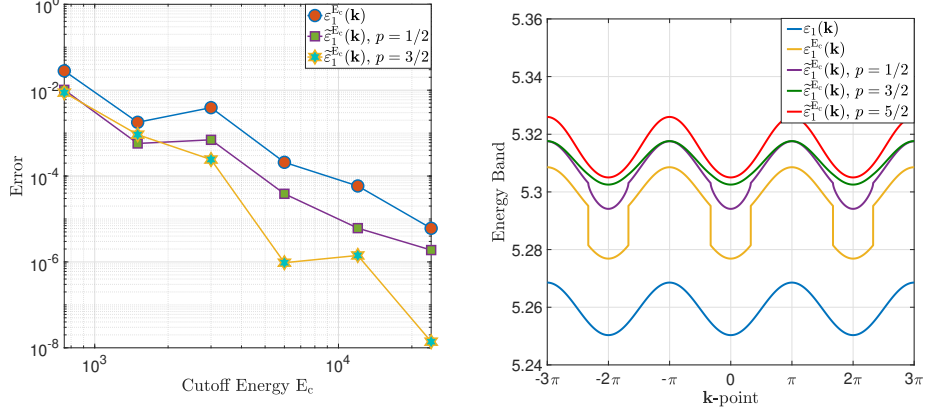 10^0
10^-2
10^-4
10^-6
10^-8
Error
10^3
10^4
Cutoff Energy E_c
ε_1^{E_c}(k)
ε̃_1^{E_c}(k), p = 1/2
ε̃_1^{E_c}(k), p = 3/2
5.36
5.34
5.32
5.3
5.28
5.26
5.24
Energy Band
-3π
-2π
-π
0
π
2π
3π
k-point
ε_1(k)
ε_1^{E_c}(k)
ε̃_1^{E_c}(k), p = 1/2
ε̃_1^{E_c}(k), p = 3/2
ε̃_1^{E_c}(k), p = 5/2